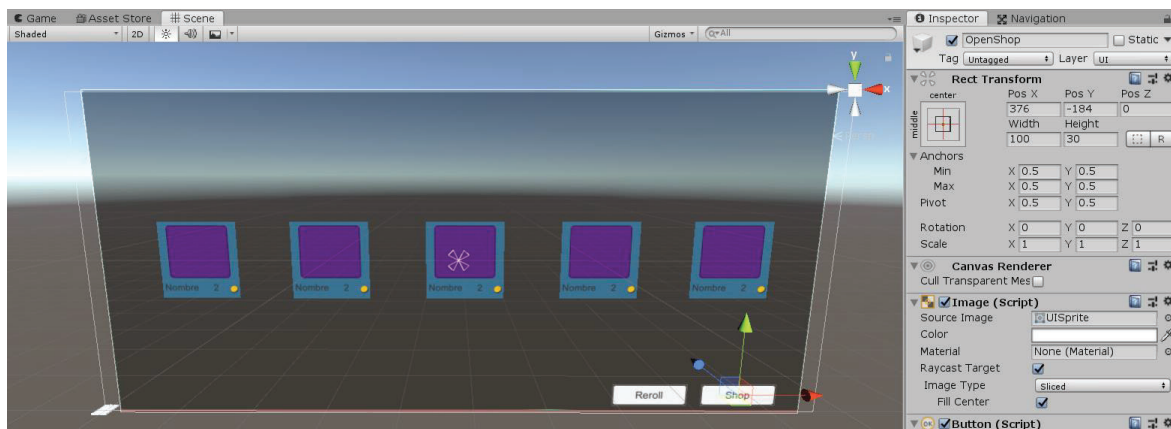 Game Asset Store Scene
Shaded 2D Gizmos All
Nombre 2 Nombre 2 Nombre 2 Nombre 2 Nombre 2
Reroll Shop
y
x
Inspector Navigation
OpenShop Static
Tag Untagged Layer UI
Rect Transform
center Pos X Pos Y Pos Z
middle 376 -184 0
Width Height
100 30 R
Anchors
Min X 0.5 Y 0.5
Max X 0.5 Y 0.5
Pivot X 0.5 Y 0.5
Rotation X 0 Y 0 Z 0
Scale X 1 Y 1 Z 1
Canvas Renderer
Cull Transparent Mes
Image (Script)
Source Image UISprite
Color
Material None (Material)
Raycast Target
Image Type Sliced
Fill Center
OK Button (Script)